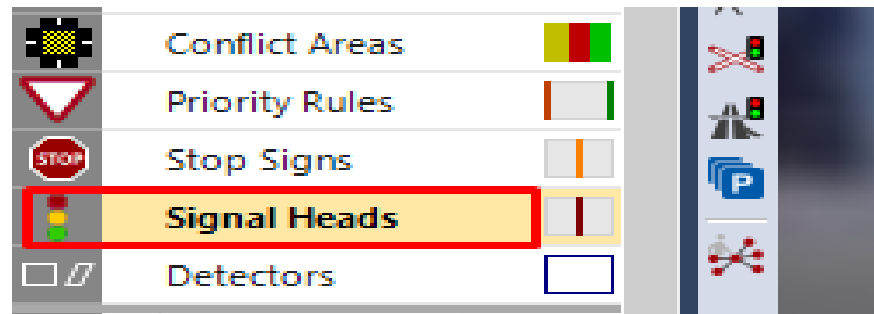 Conflict Areas
Priority Rules
STOP Stop Signs
Signal Heads
Detectors
P